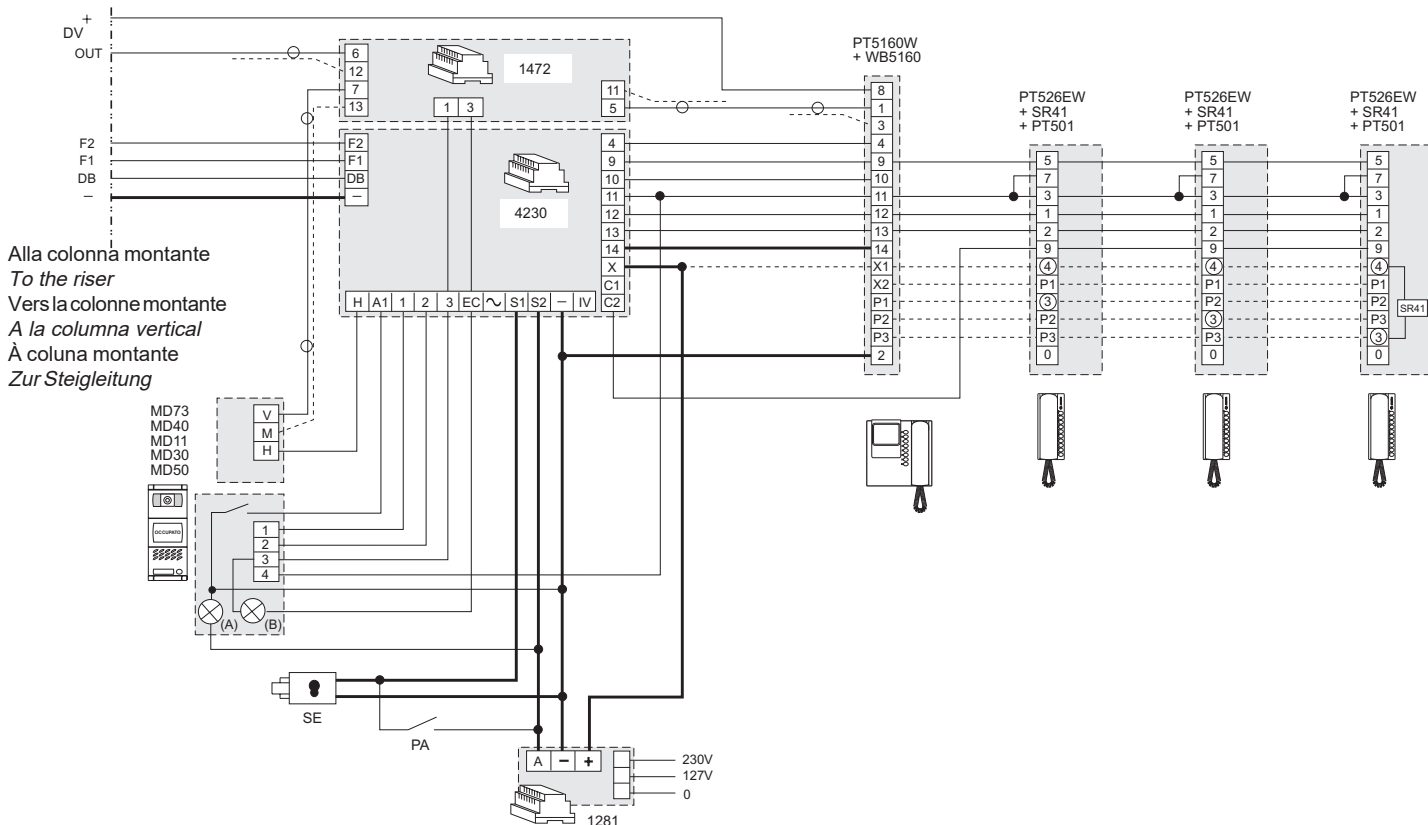 +
DV
OUT
F2
F1
DB
−
Alla colonna montante
To the riser
Vers la colonne montante
A la columna vertical
À coluna montante
Zur Steigleitung
6
12
7
13
1472
1 3
11
5
F2
F1
DB
−
4230
4
9
10
11
12
13
14
X
C1
C2
H A1 1 2 3 EC ~ S1 S2 − IV
MD73
MD40
MD11
MD30
MD50
V
M
H
OCCUPATO
1
2
3
4
(A) (B)
SE
PA
A − +
230V
127V
0
1281
PT5160W
+ WB5160
8
1
3
4
9
10
11
12
13
14
X1
X2
P1
P2
P3
2
PT526EW
+ SR41
+ PT501
5
7
3
1
2
9
4
P1
3
P2
P3
0
PT526EW
+ SR41
+ PT501
5
7
3
1
2
9
4
P1
P2
3
P3
0
PT526EW
+ SR41
+ PT501
5
7
3
1
2
9
4
P1
P2
P3
3
0
SR41